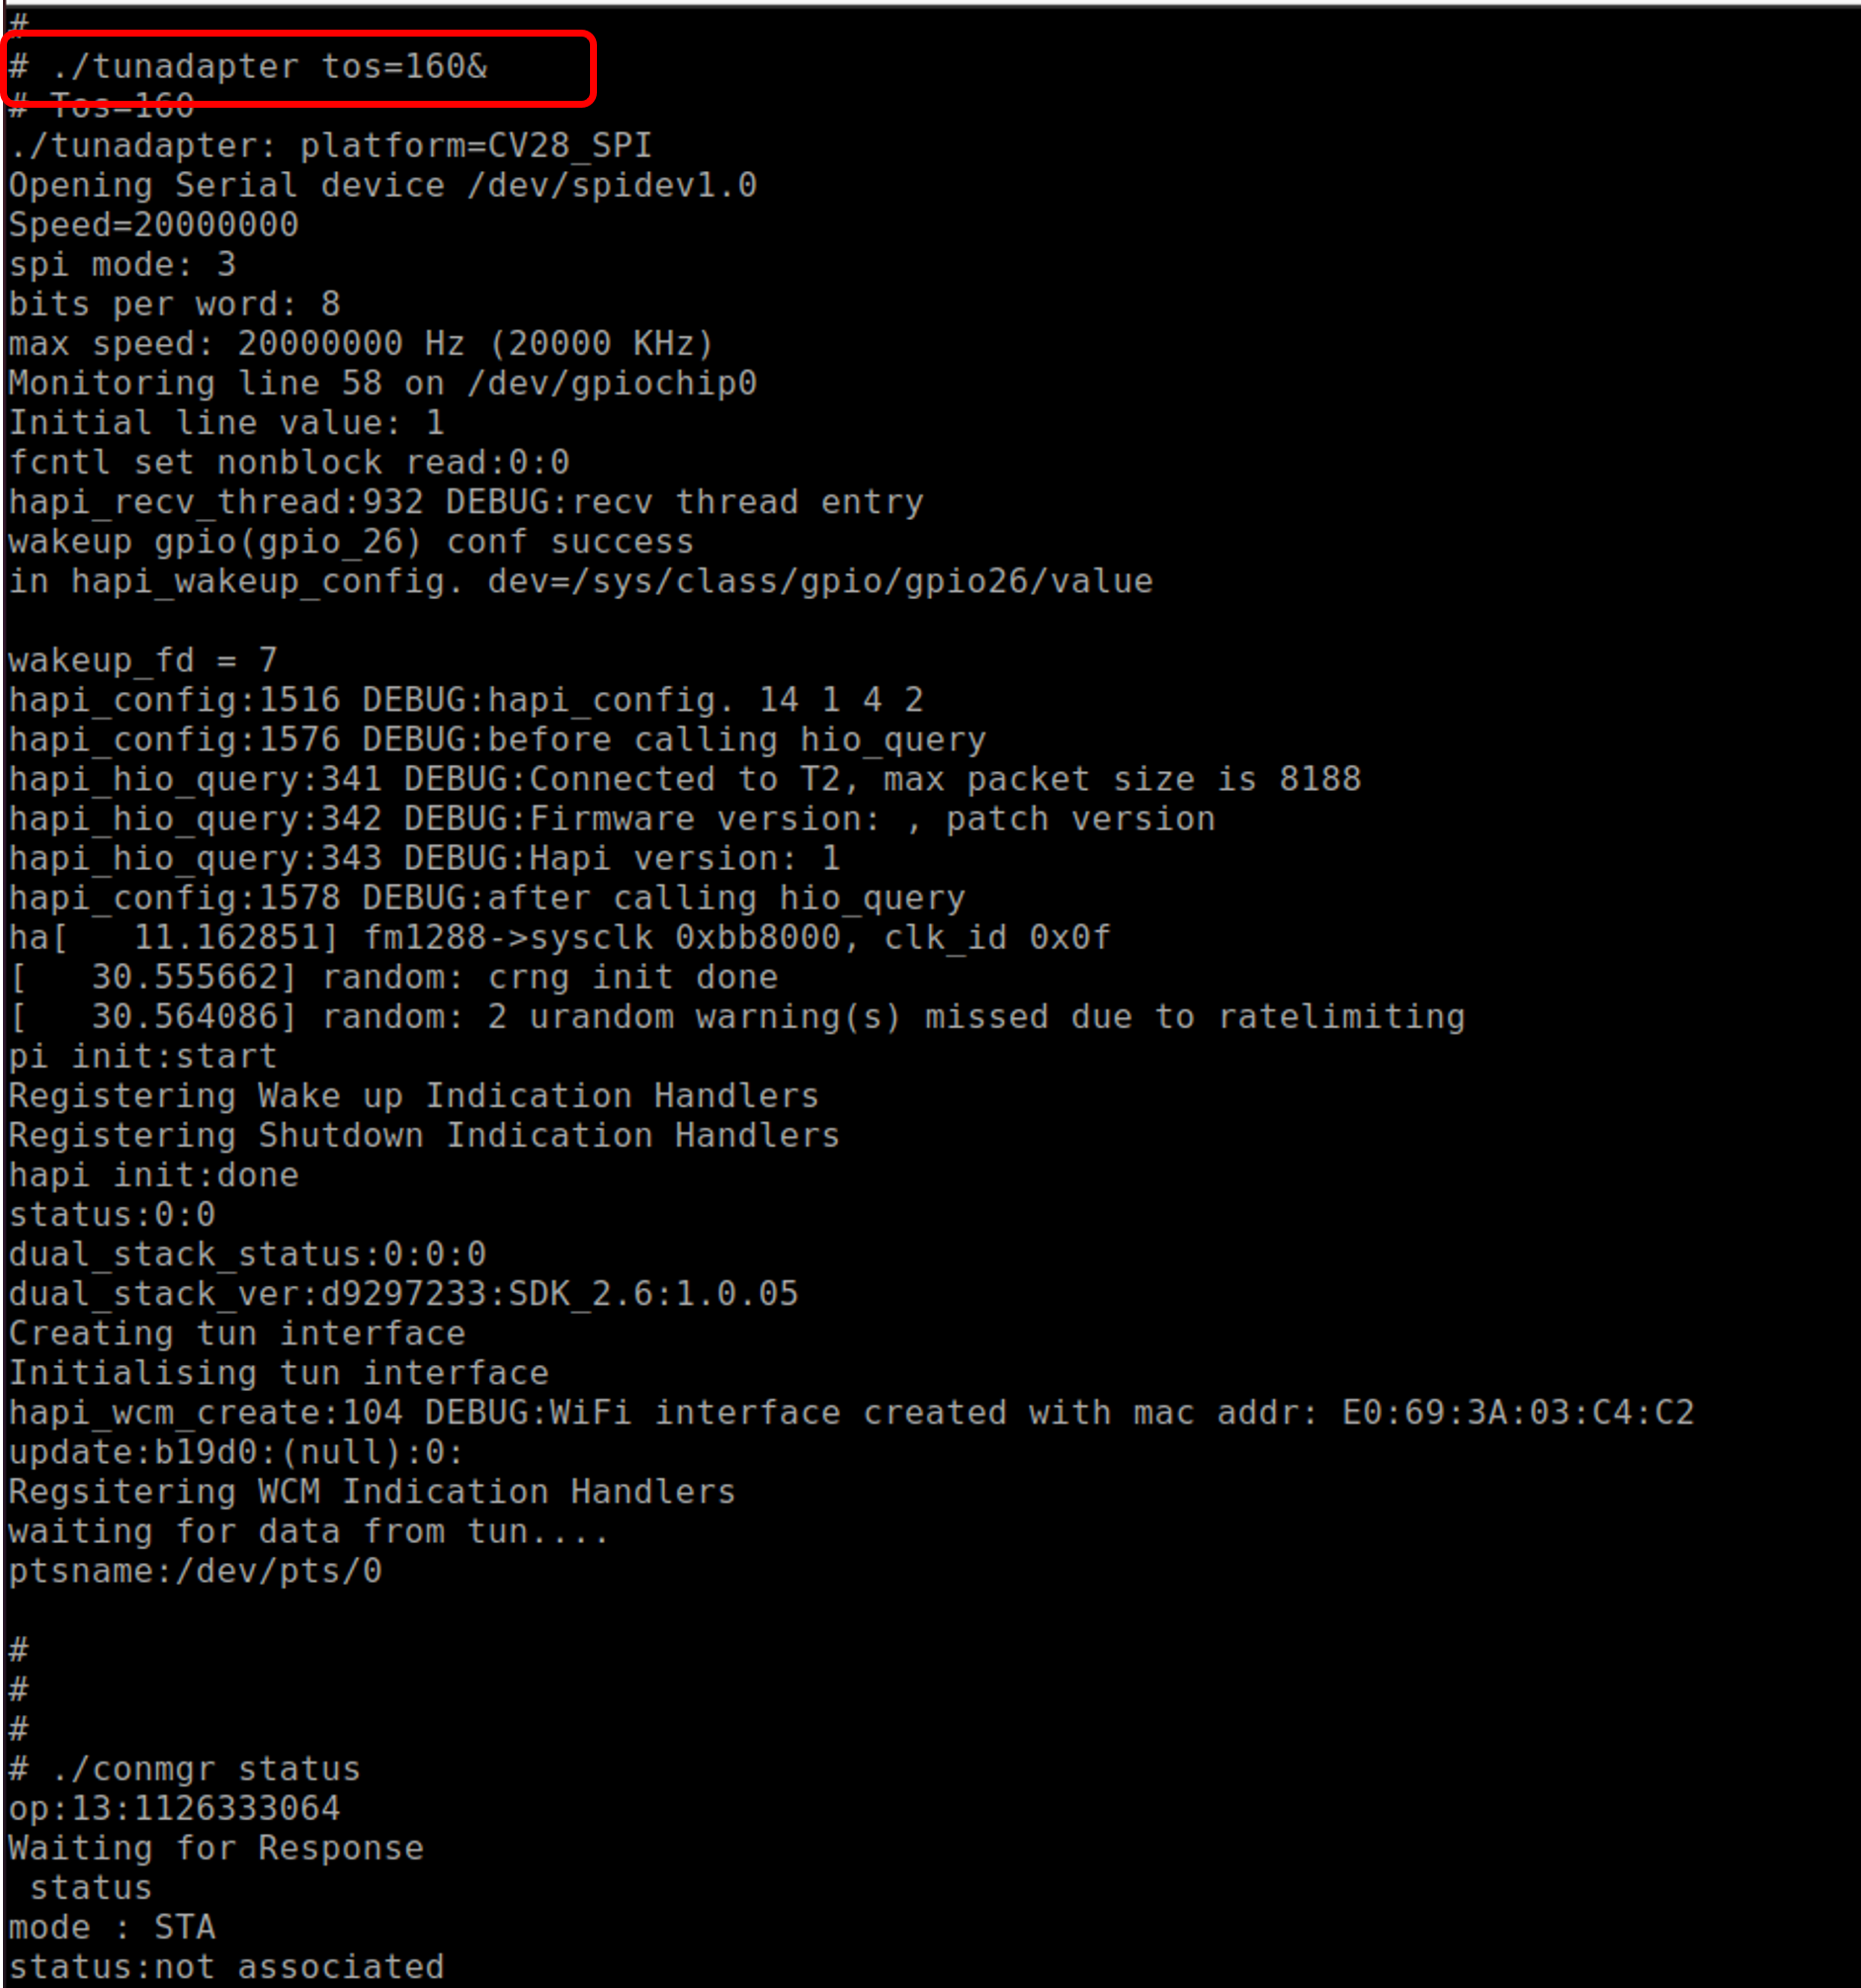 #
# ./tunadapter tos=160&
# Tos=160
./tunadapter: platform=CV28_SPI
Opening Serial device /dev/spidev1.0
Speed=20000000
spi mode: 3
bits per word: 8
max speed: 20000000 Hz (20000 KHz)
Monitoring line 58 on /dev/gpiochip0
Initial line value: 1
fcntl set nonblock read:0:0
hapi_recv_thread:932 DEBUG:recv thread entry
wakeup gpio(gpio_26) conf success
in hapi_wakeup_config. dev=/sys/class/gpio/gpio26/value
wakeup_fd = 7
hapi_config:1516 DEBUG:hapi_config. 14 1 4 2
hapi_config:1576 DEBUG:before calling hio_query
hapi_hio_query:341 DEBUG:Connected to T2, max packet size is 8188
hapi_hio_query:342 DEBUG:Firmware version: , patch version
hapi_hio_query:343 DEBUG:Hapi version: 1
hapi_config:1578 DEBUG:after calling hio_query
ha[   11.162851] fm1288->sysclk 0xbb8000, clk_id 0x0f
[   30.555662] random: crng init done
[   30.564086] random: 2 urandom warning(s) missed due to ratelimiting
pi init:start
Registering Wake up Indication Handlers
Registering Shutdown Indication Handlers
hapi init:done
status:0:0
dual_stack_status:0:0:0
dual_stack_ver:d9297233:SDK_2.6:1.0.05
Creating tun interface
Initialising tun interface
hapi_wcm_create:104 DEBUG:WiFi interface created with mac addr: E0:69:3A:03:C4:C2
update:b19d0:(null):0:
Regsitering WCM Indication Handlers
waiting for data from tun....
ptsname:/dev/pts/0
#
#
#
# ./conmgr status
op:13:1126333064
Waiting for Response
 status
mode : STA
status:not associated